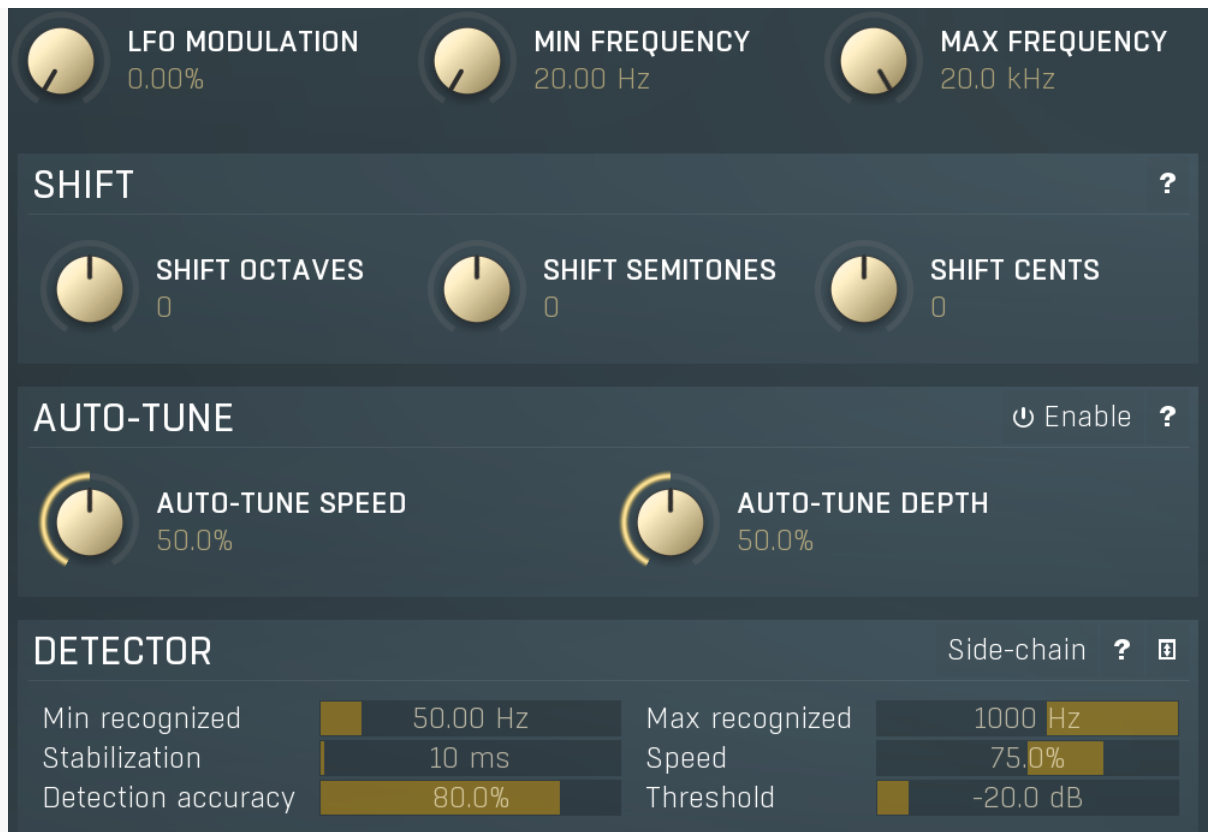 LFO MODULATION MIN FREQUENCY MAX FREQUENCY
0.00% 20.00 Hz 20.0 kHz
SHIFT ?
SHIFT OCTAVES SHIFT SEMITONES SHIFT CENTS
0 0 0
AUTO-TUNE Enable ?
AUTO-TUNE SPEED AUTO-TUNE DEPTH
50.0% 50.0%
DETECTOR Side-chain ?
Min recognized 50.00 Hz Max recognized 1000 Hz
Stabilization 10 ms Speed 75.0%
Detection accuracy 80.0% Threshold -20.0 dB